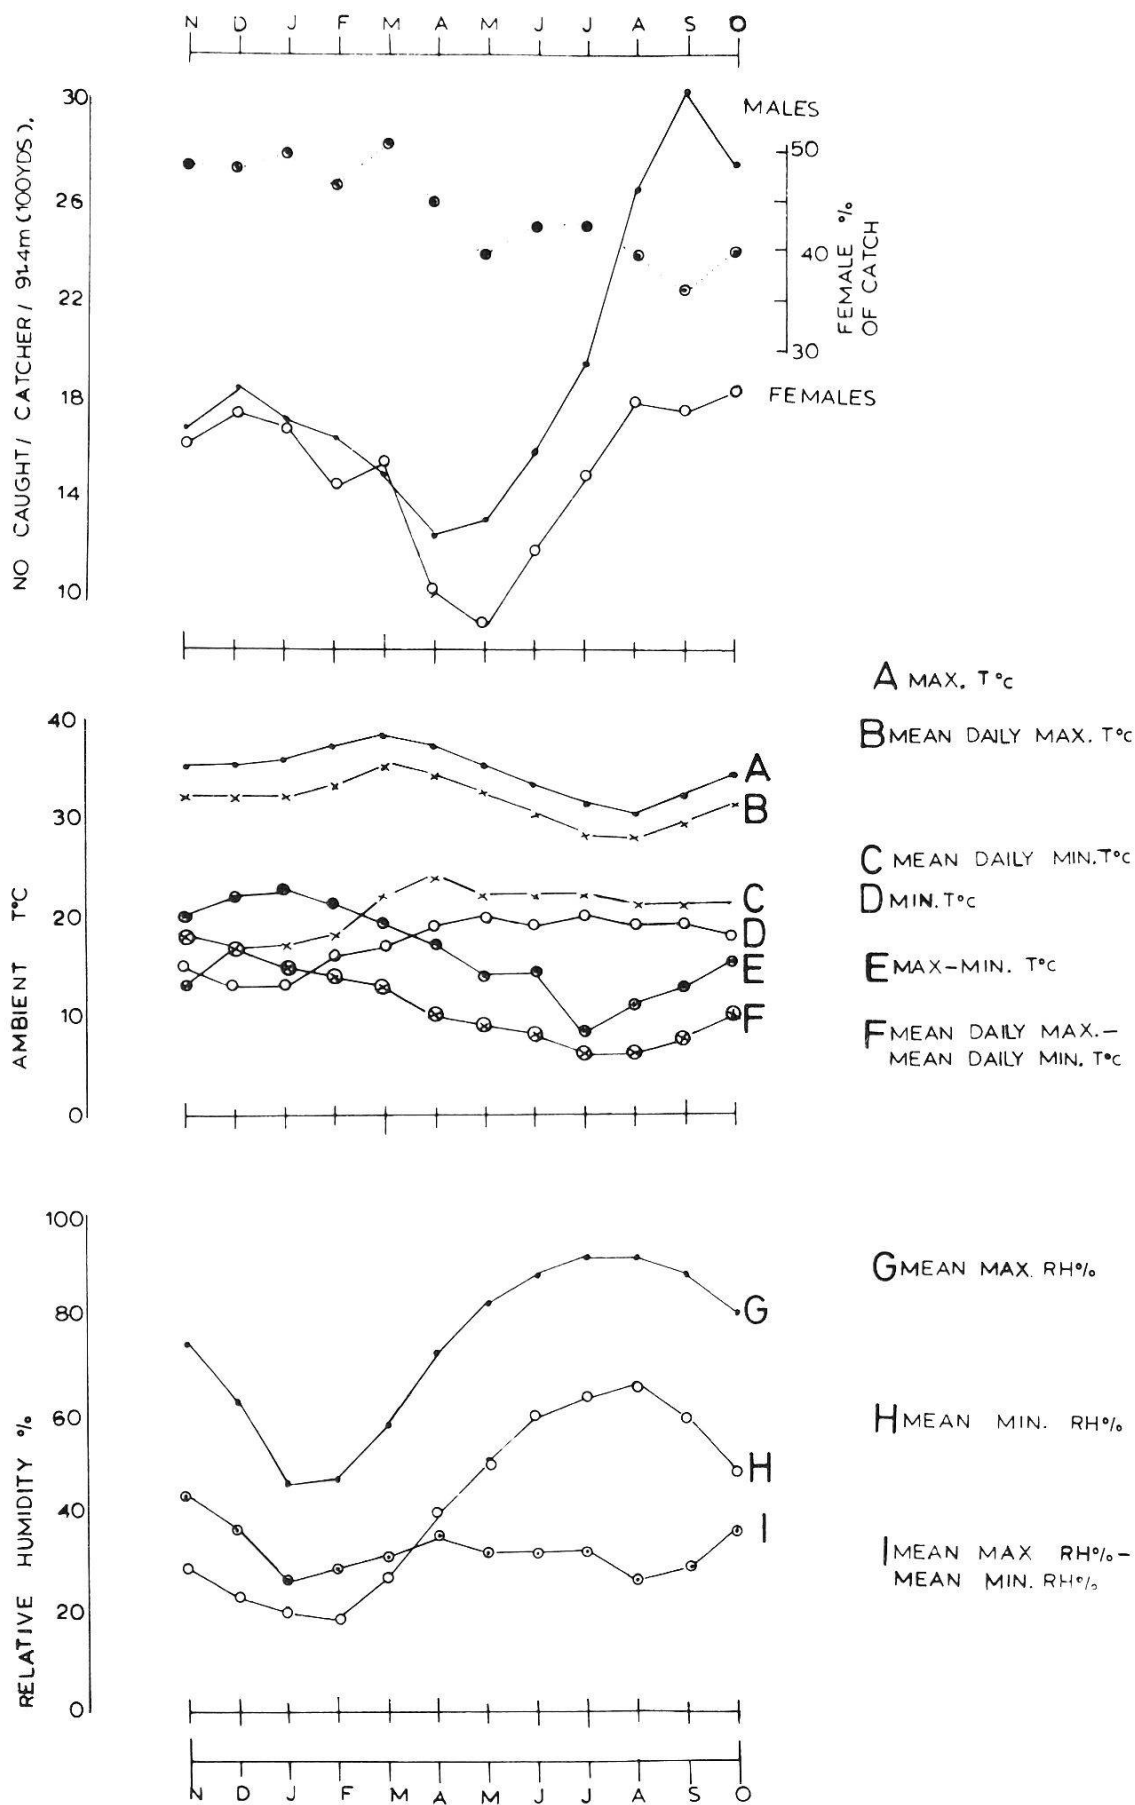 N D J F M A M J J A S O
30
26
22
18
14
10
NO CAUGHT / CATCHER / 91.4m (100YDS).
MALES
50
40
30
FEMALE %
OF CATCH
FEMALES
40
30
20
10
0
AMBIENT T°C
A
B
C
D
E
F
A MAX. T°C
B MEAN DAILY MAX. T°C
C MEAN DAILY MIN. T°C
D MIN. T°C
E MAX-MIN. T°C
F MEAN DAILY MAX.-
MEAN DAILY MIN. T°C
100
80
60
40
20
0
RELATIVE HUMIDITY %
G
H
I
G MEAN MAX. RH%
H MEAN MIN. RH%
I MEAN MAX RH%-
MEAN MIN. RH%
N D J F M A M J J A S O